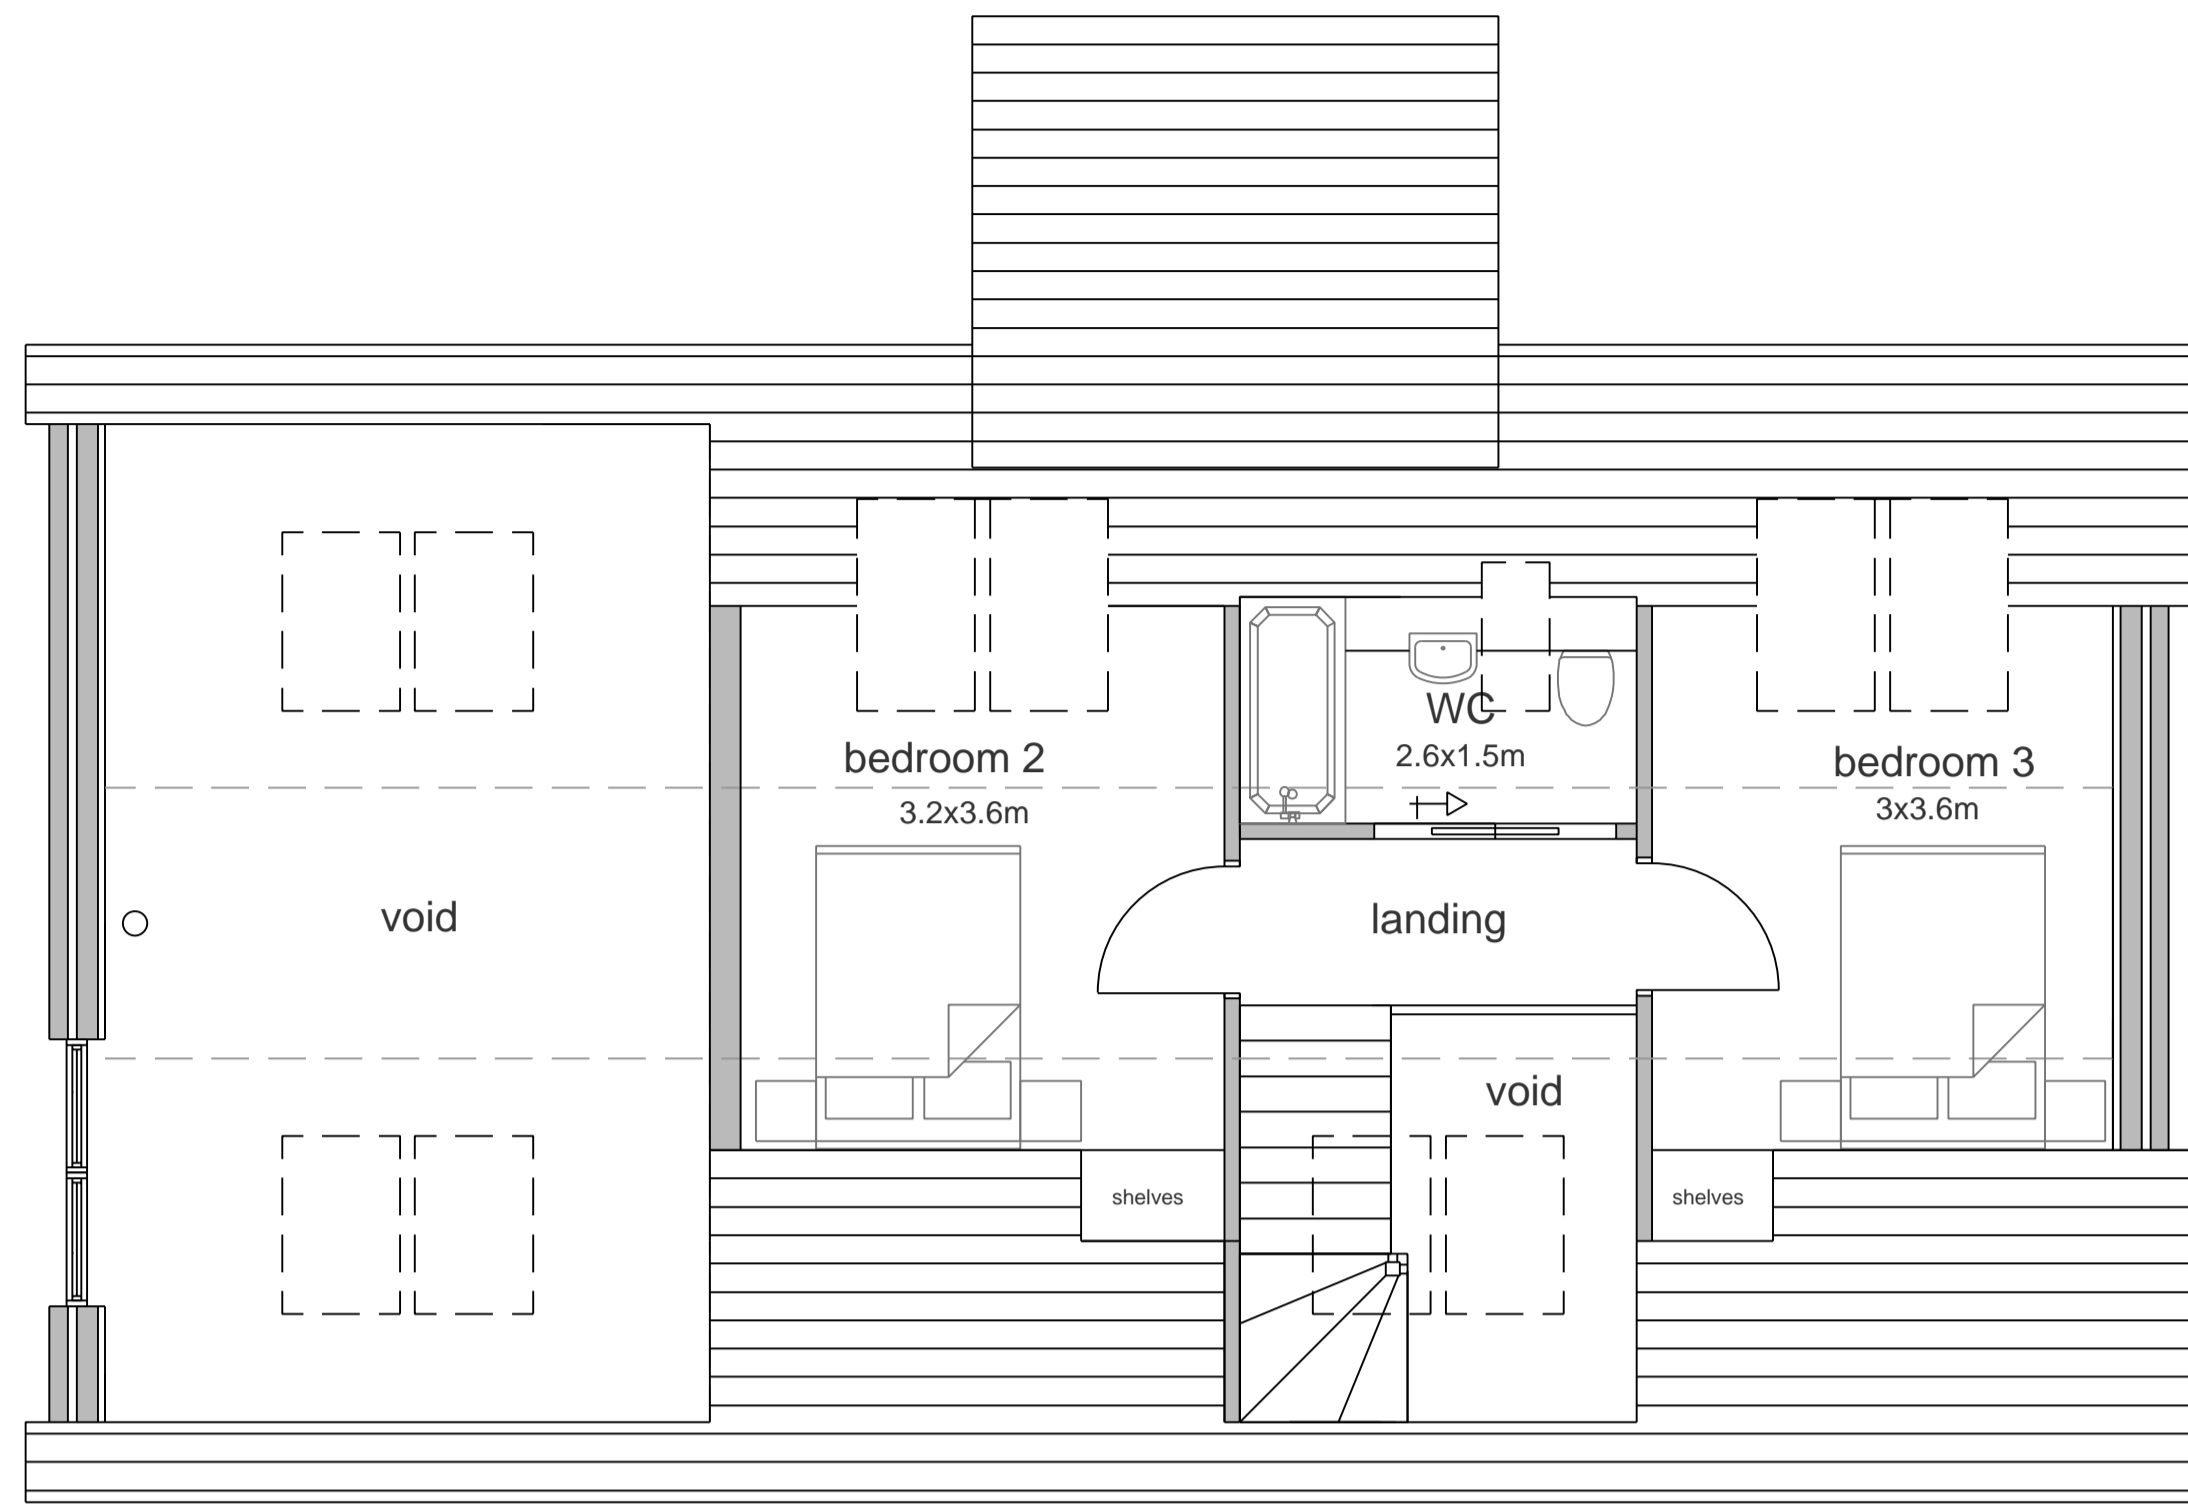 WC
2.6x1.5m
bedroom 2
3.2x3.6m
bedroom 3
3x3.6m
void
landing
void
shelves
shelves